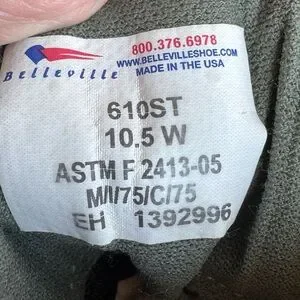 800.376.6978
WWW.BELLEVILLESHOE.COM
MADE IN THE USA
Belleville
610ST
10.5 W
ASTM F 2413-05
M/I/75/C/75
EH 1392996